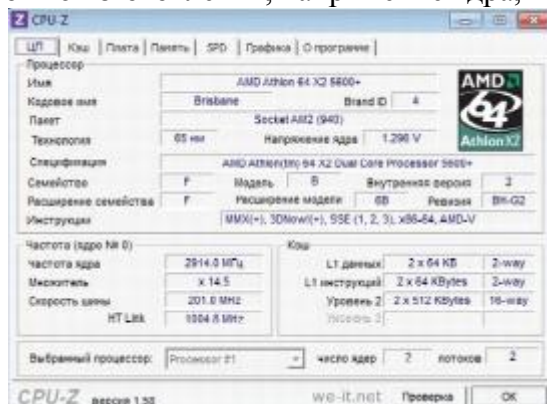 CPU-Z
ЦП Кэш Плата Память SPD Графика О программе
Процессор
Имя AMD Athlon 64 X2 5600+
Кодовое имя Brisbane Brand ID 4
Пакет Socket AM2 (940)
Технология 65 нм Напряжение ядра 1.296 V
AMD 64 Athlon X2
Спецификация AMD Athlon(tm) 64 X2 Dual Core Processor 5600+
Семейство F Модель B Внутренняя версия 2
Расширение семейства F Расширение модели 6B Ревизия BH-G2
Инструкции MMX(+), 3DNow!(+), SSE (1, 2, 3), x86-64, AMD-V
Частота (ядро № 0) Кэш
Частота ядра 2914.0 МГц L1 данных 2 x 64 KB 2-way
Множитель x 14.5 L1 инструкций 2 x 64 KBytes 2-way
Скорость шины 201.0 MHz Уровень 2 2 x 512 KBytes 16-way
HT Link 1004.8 MHz Уровень 3
Выбранный процессор: Processor #1 число ядер 2 потоков 2
CPU-Z версия 1.58 we-it.net Проверка OK